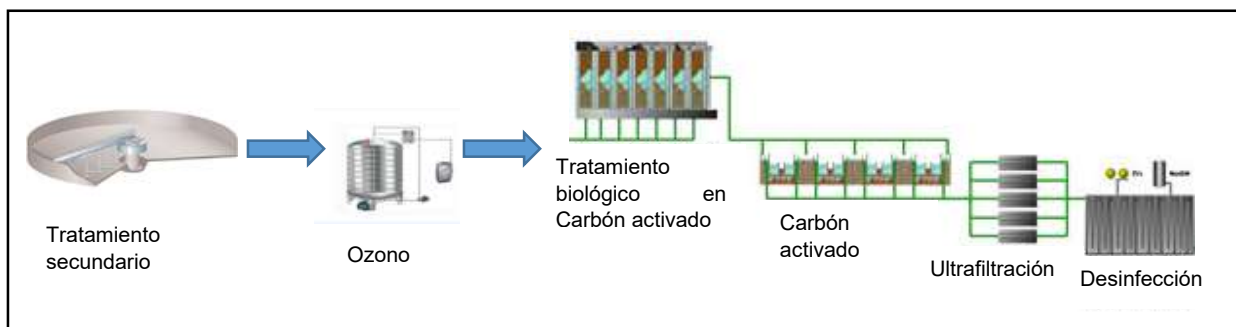 Tratamiento
secundario
Ozono
Tratamiento
biológico en
Carbón activado
Carbón
activado
Ultrafiltración
Desinfección